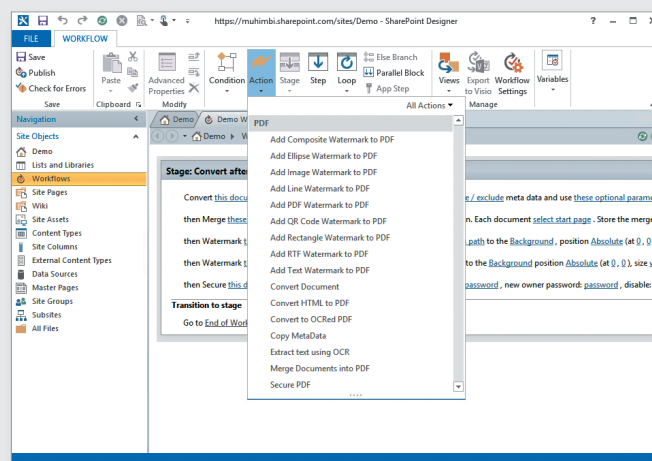 https://muhimbi.sharepoint.com/sites/Demo - SharePoint Designer
FILE WORKFLOW
Save
Publish
Check for Errors
Save
Paste
Clipboard
Advanced Properties
Modify
Condition
Action
Stage
Step
Loop
Else Branch
Parallel Block
App Step
Views
Export to Visio
Workflow Settings
Manage
Variables
All Actions
Navigation
Site Objects
Demo
Lists and Libraries
Workflows
Site Pages
Wiki
Site Assets
Content Types
Site Columns
External Content Types
Data Sources
Master Pages
Site Groups
Subsites
All Files
Demo Demo W
Demo
Stage: Convert after
Convert this docu
then Merge these
then Watermark t
then Watermark t
then Secure this d
Transition to stage
Go to End of Work
PDF
Add Composite Watermark to PDF
Add Ellipse Watermark to PDF
Add Image Watermark to PDF
Add Line Watermark to PDF
Add PDF Watermark to PDF
Add QR Code Watermark to PDF
Add Rectangle Watermark to PDF
Add RTF Watermark to PDF
Add Text Watermark to PDF
Convert Document
Convert HTML to PDF
Convert to OCRed PDF
Copy MetaData
Extract text using OCR
Merge Documents into PDF
Secure PDF
e / exclude meta data and use these optional parame
n. Each document select start page . Store the merge
path to the Background , position Absolute (at 0 , 0
to the Background position Absolute (at 0 , 0 ), size
password , new owner password: password , disable: